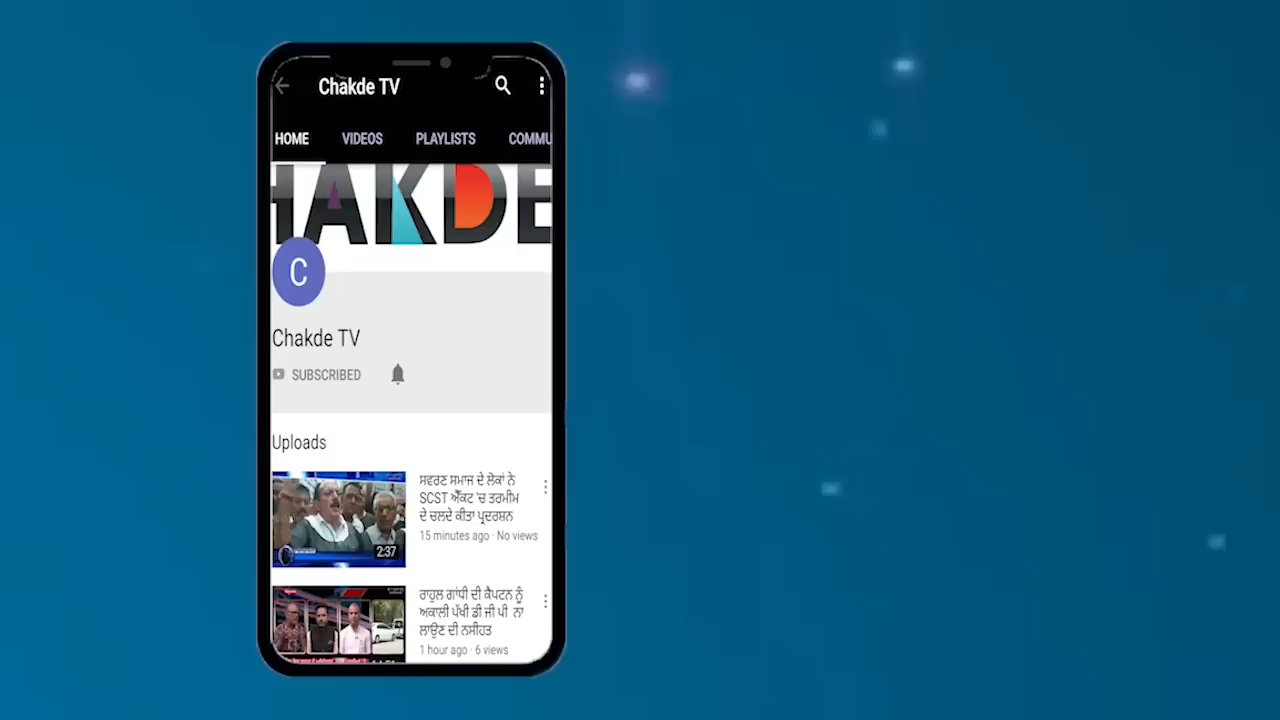 Chakde TV
HOME VIDEOS PLAYLISTS COMMU
HAKDE
C
Chakde TV
SUBSCRIBED
Uploads
ਸਵਰਣ ਸਮਾਜ ਦੇ ਲੋਕਾਂ ਨੇ
SCST ਐਕਟ 'ਚ ਤਰਮੀਮ
ਦੇ ਚਲਦੇ ਕੀਤਾ ਪ੍ਰਦਰਸ਼ਨ
15 minutes ago · No views
2:37
ਰਾਹੁਲ ਗਾਂਧੀ ਦੀ ਕੈਪਟਨ ਨੂੰ
ਅਕਾਲੀ ਪੱਖੀ ਡੀ ਜੀ ਪੀ ਨਾ
ਲਾਉਣ ਦੀ ਨਸੀਹਤ
1 hour ago · 6 views